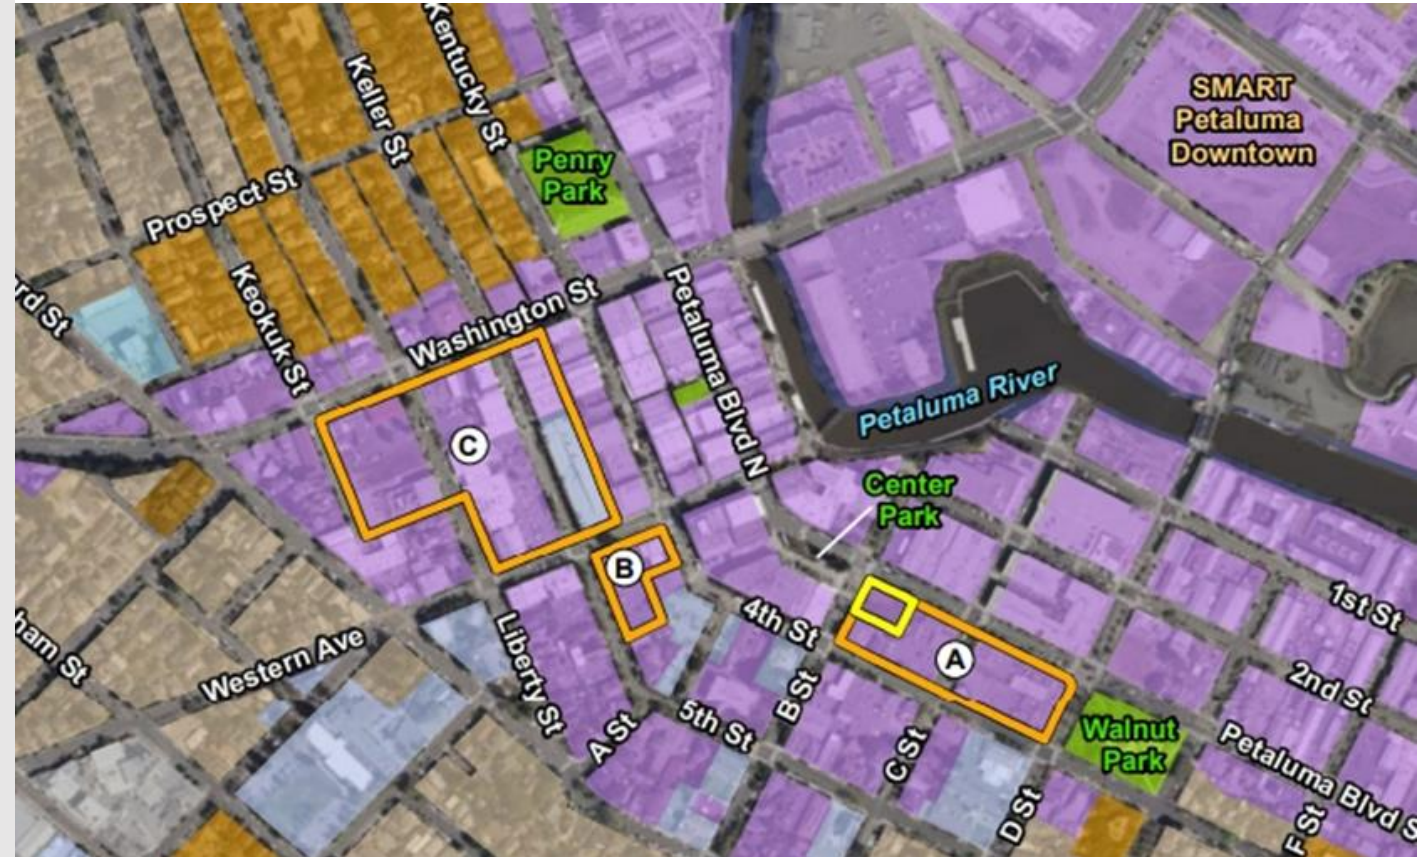 Kentucky St
Keller St
SMART
Petaluma
Downtown
Penry
Park
Prospect St
Keokuk St
rd St
Washington St
Petaluma Blvd N
Petaluma River
C
Center
Park
B
4th St
1st St
A
2nd St
ham St
Western Ave
Liberty St
A St
5th St
B St
C St
Walnut
Park
Petaluma Blvd S
D St
F St